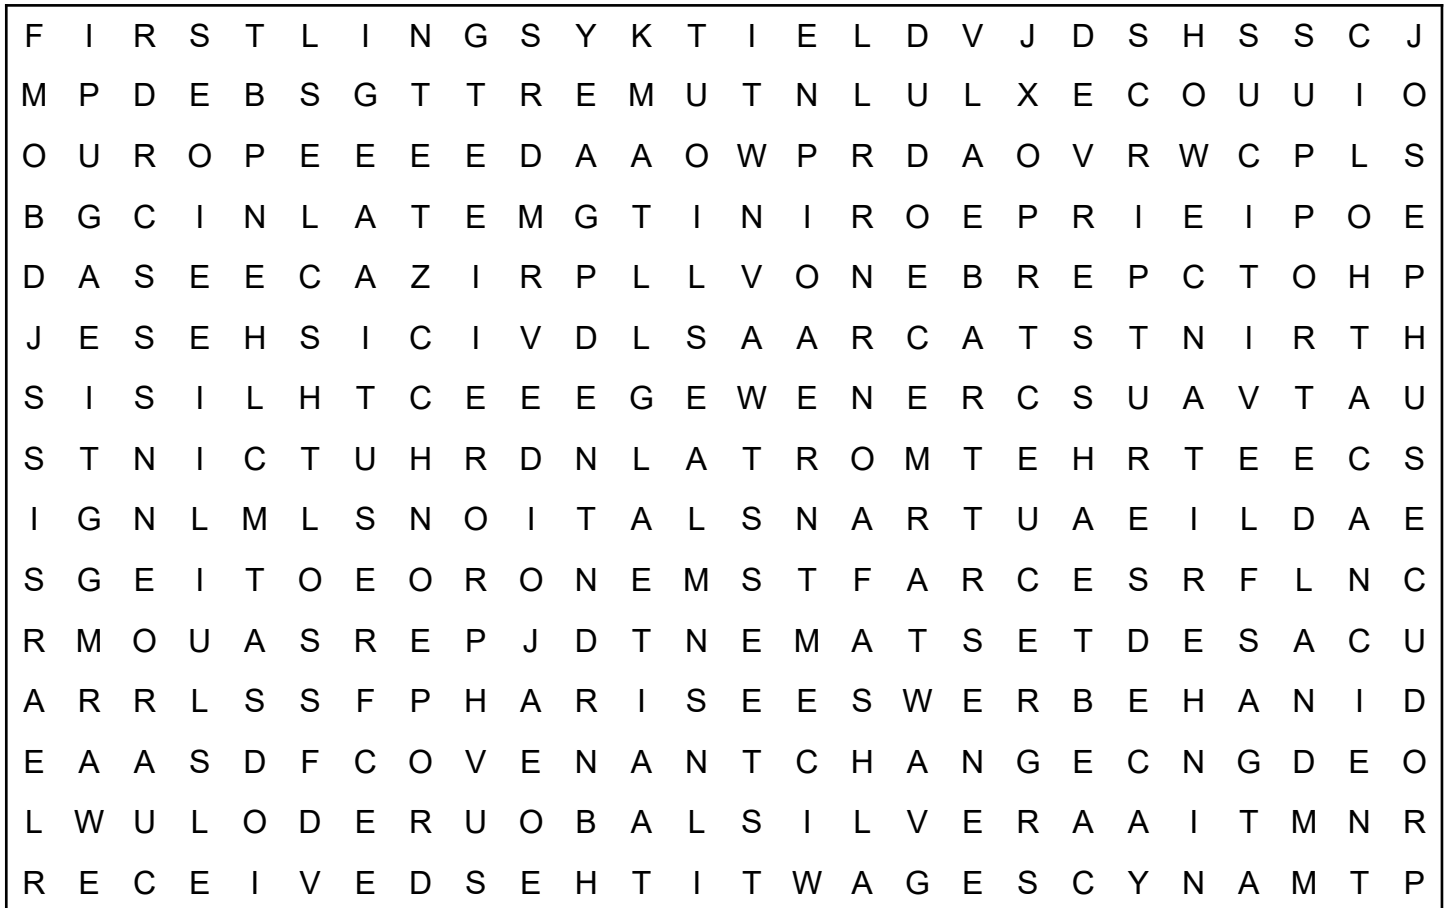 F I R S T L I N G S Y K T I E L D V J D S H S S C J
M P D E B S G T T R E M U T N L U L X E C O U U I O
O U R O P E E E E D A A O W P R D A O V R W C P L S
B G C I N L A T E M G T I N I R O E P R I E I P O E
D A S E E C A Z I R P L L V O N E B R E P C T O H P
J E S E H S I C I V D L S A A R C A T S T N I R T H
S I S I L H T C E E E G E W E N E R C S U A V T A U
S T N I C T U H R D N L A T R O M T E H R T E E C S
I G N L M L S N O I T A L S N A R T U A E I L D A E
S G E I T O E O R O N E M S T F A R C E S R F L N C
R M O U A S R E P J D T N E M A T S E T D E S A C U
A R R L S S F P H A R I S E E S W E R B E H A N I D
E A A S D F C O V E N A N T C H A N G E C N G D E O
L W U L O D E R U O B A L S I L V E R A A I T M N R
R E C E I V E D S E H T I T W A G E S C Y N A M T P